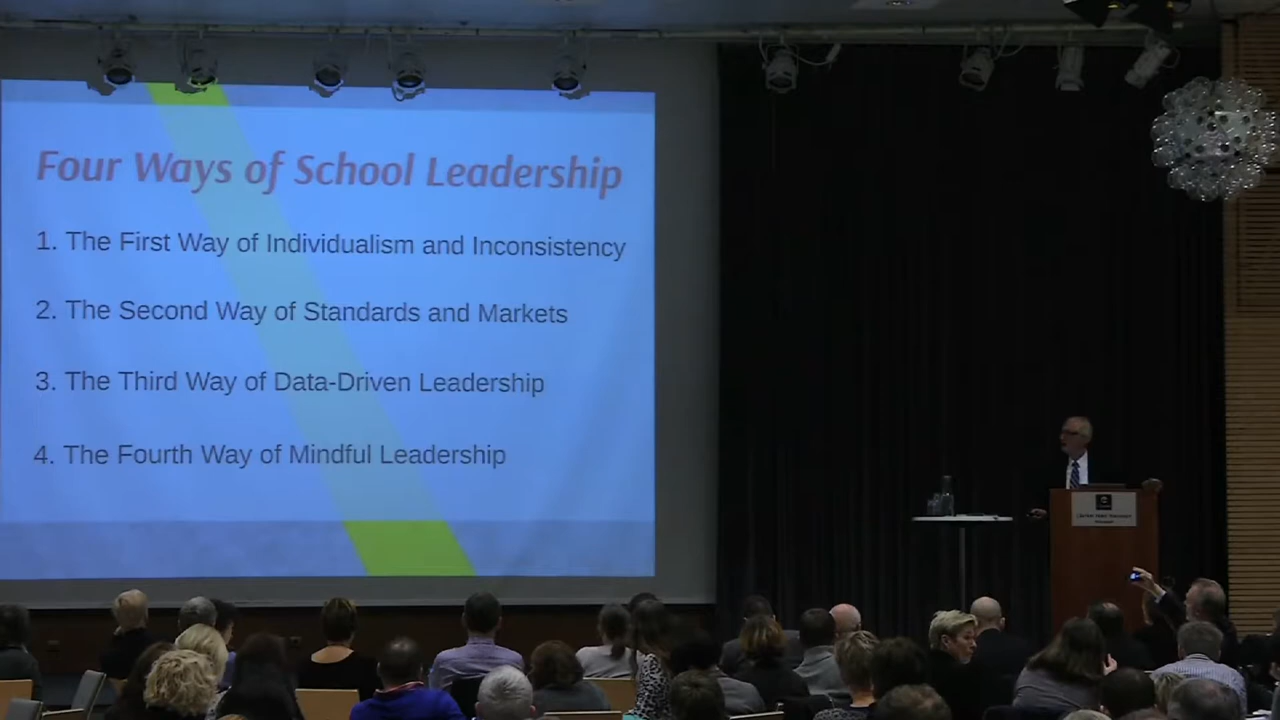 Four Ways of School Leadership
1. The First Way of Individualism and Inconsistency
2. The Second Way of Standards and Markets
3. The Third Way of Data-Driven Leadership
4. The Fourth Way of Mindful Leadership